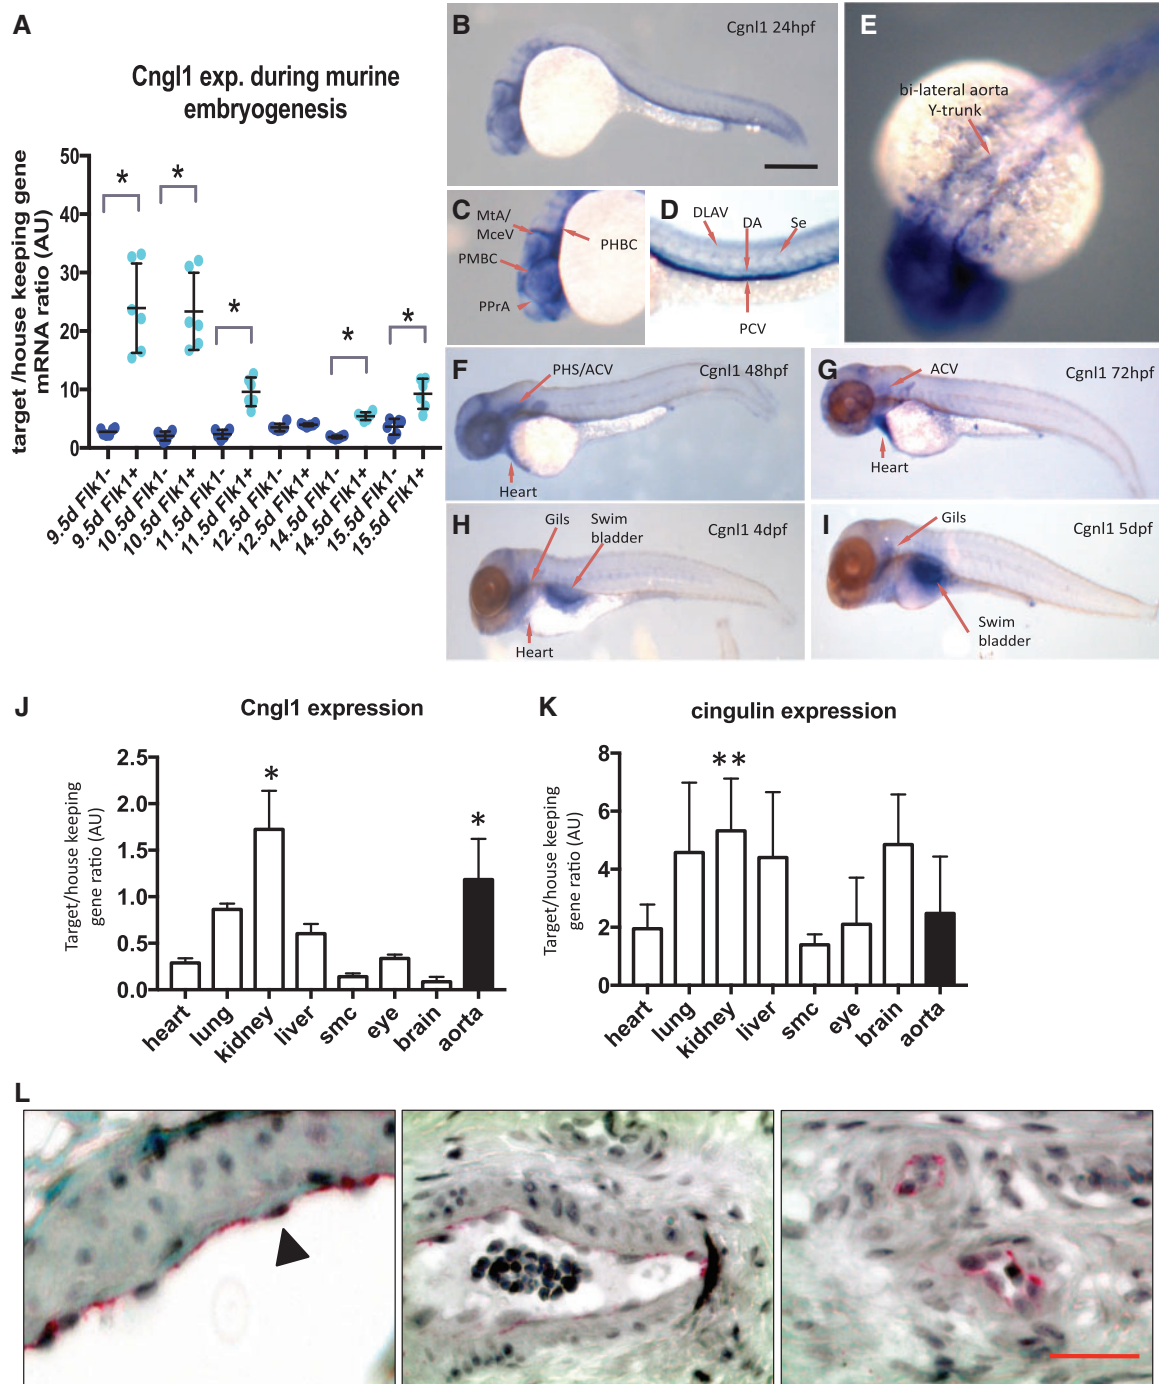 A
Cngl1 exp. during murine
embryogenesis
target /house keeping gene
mRNA ratio (AU)
50
40
30
20
10
0
*
*
*
*
*
9.5d Flk1-
9.5d Flk1+
10.5d Flk1-
10.5d Flk1+
11.5d Flk1-
11.5d Flk1+
12.5d Flk1-
12.5d Flk1+
14.5d Flk1-
14.5d Flk1+
15.5d Flk1-
15.5d Flk1+
B
Cgnl1 24hpf
C
MtA/
MceV
PMBC
PPrA
PHBC
D
DLAV
DA
Se
PCV
E
bi-lateral aorta
Y-trunk
F
PHS/ACV
Cgnl1 48hpf
Heart
G
ACV
Cgnl1 72hpf
Heart
H
Gils
Swim
bladder
Cgnl1 4dpf
Heart
I
Gils
Cgnl1 5dpf
Swim
bladder
J
Cngl1 expression
Target/house keeping
gene ratio (AU)
2.5
2.0
1.5
1.0
0.5
0.0
*
*
heart
lung
kidney
liver
smc
eye
brain
aorta
K
cingulin expression
Target/house keeping
gene ratio (AU)
8
6
4
2
0
**
heart
lung
kidney
liver
smc
eye
brain
aorta
L